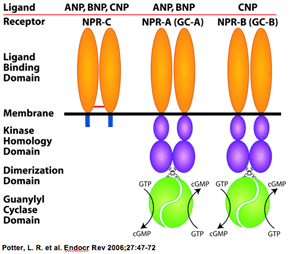 Ligand ANP, BNP, CNP ANP, BNP CNP
Receptor NPR-C NPR-A (GC-A) NPR-B (GC-B)
Ligand
Binding
Domain
Membrane
Kinase
Homology
Domain
Dimerization
Domain
Guanylyl
Cyclase
Domain
GTP cGMP GTP cGMP
cGMP GTP cGMP GTP
Potter, L. R. et al. Endocr Rev 2006;27:47-72